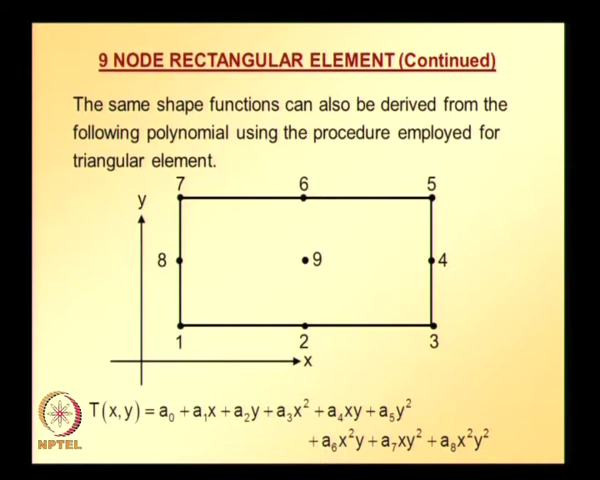 9 NODE RECTANGULAR ELEMENT (Continued)
The same shape functions can also be derived from the
following polynomial using the procedure employed for
triangular element.
7 6 5
y
8 9 4
1 2 3
x
T(x,y) = a₀ + a₁x + a₂y + a₃x² + a₄xy + a₅y²
+ a₆x²y + a₇xy² + a₈x²y²
NPTEL